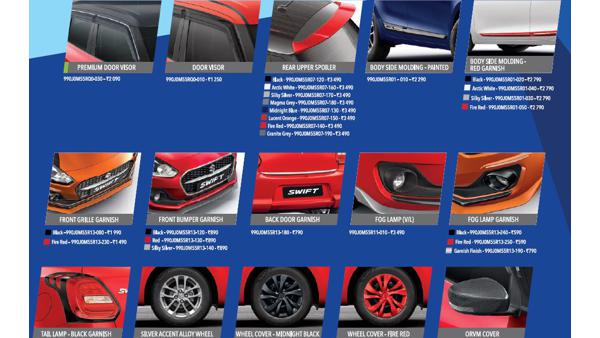 PREMIUM DOOR VISOR
990J0M55R00-030 - ₹2 090
DOOR VISOR
990J0M55R00-010 - ₹1 250
REAR UPPER SPOILER
Black - 990J0M55R07-120 - ₹3 490
Arctic White - 990J0M55R07-160 - ₹3 490
Silky Silver - 990J0M55R07-170 - ₹3 490
Magma Grey - 990J0M55R07-180 - ₹3 490
Midnight Blue - 990J0M55R07-130 - ₹3 490
Lucent Orange - 990J0M55R07-150 - ₹3 490
Fire Red - 990J0M55R07-140 - ₹3 490
Granite Grey - 990J0M55R07-190 - ₹3 490
BODY SIDE MOLDING - PAINTED
990J0M55R01 - 010 - ₹2 290
BODY SIDE MOLDING -
RED GARNISH
Black - 990J0M55R01-020 - ₹2 790
Arctic White - 990J0M55R01-040 - ₹2 790
Silky Silver - 990J0M55R01-030 - ₹2 790
Fire Red - 990J0M55R01-050 - ₹2 790
SWIFT
FRONT GRILLE GARNISH
Black - 990J0M55R13-080 - ₹1 990
Fire Red - 990J0M55R13-230 - ₹1 490
SWIFT
FRONT BUMPER GARNISH
Black - 990J0M55R13-120 - ₹890
Red - 990J0M55R13-130 - ₹890
Silky Silver - 990J0M55R13-140 - ₹890
SWIFT
BACK DOOR GARNISH
990J0M55R13-180 - ₹790
FOG LAMP (V/L)
990J0M55R11-010 - ₹3 490
FOG LAMP GARNISH
Black - 990J0M55R13-240 - ₹590
Fire Red - 990J0M55R13-250 - ₹590
Garnish Finish - 990J0M55R13-190 - ₹790
TAIL LAMP - BLACK GARNISH
SILVER ACCENT ALLOY WHEEL
WHEEL COVER - MIDNIGHT BLACK
WHEEL COVER - FIRE RED
ORVM COVER